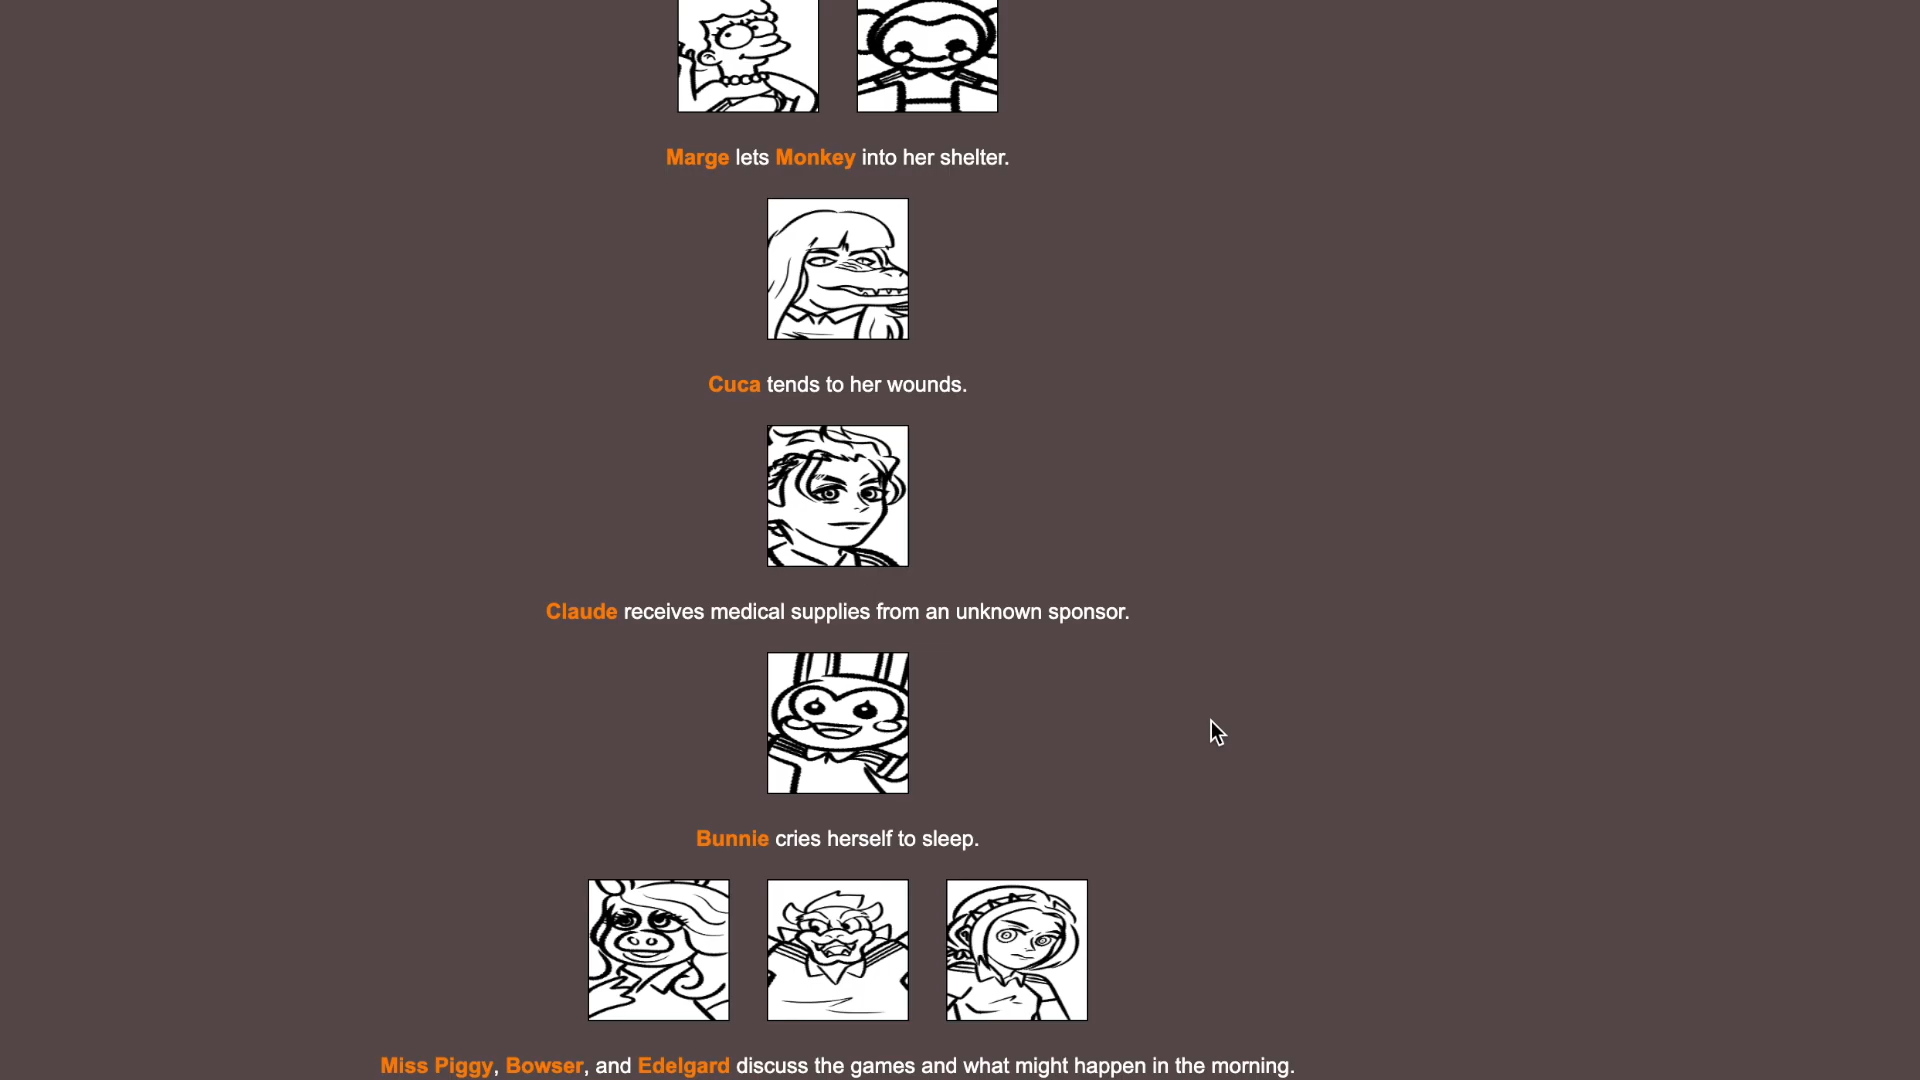 Marge lets Monkey into her shelter.
Cuca tends to her wounds.
Claude receives medical supplies from an unknown sponsor.
Bunnie cries herself to sleep.
Miss Piggy, Bowser, and Edelgard discuss the games and what might happen in the morning.